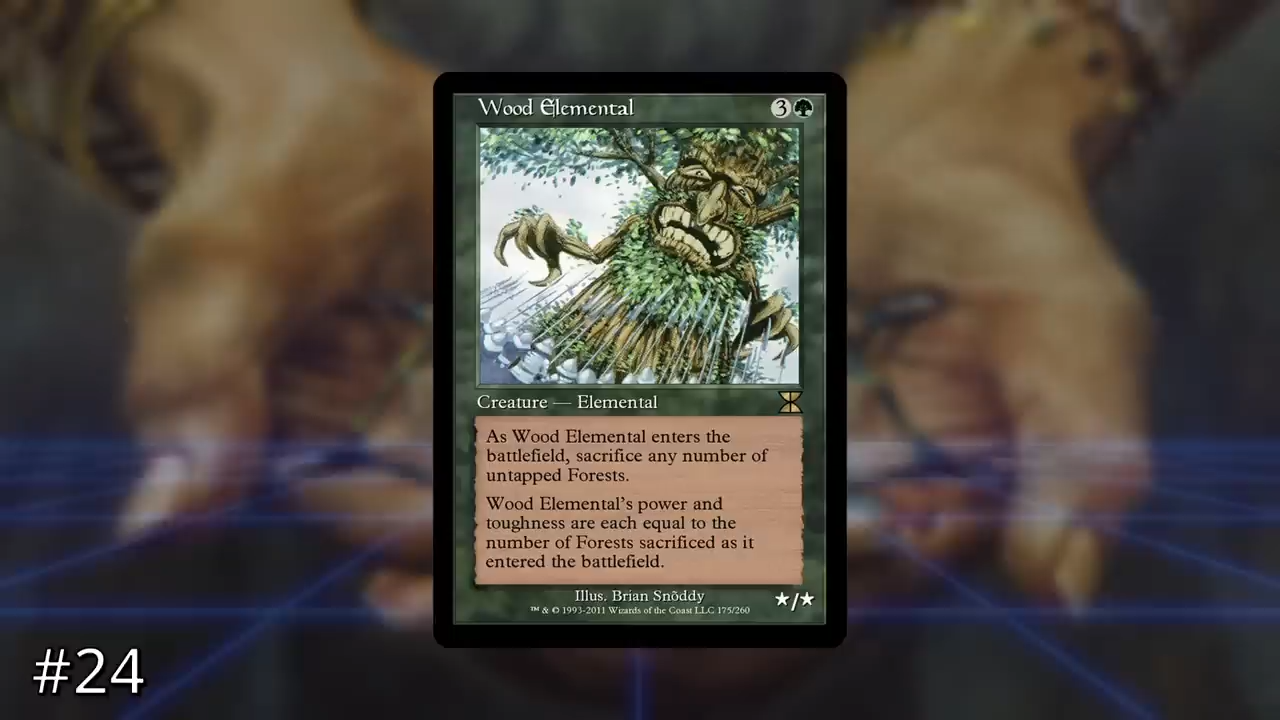 Wood Elemental
3
As Wood Elemental enters the
battlefield, sacrifice any number of
untapped Forests.
Wood Elemental's power and
toughness are each equal to the
number of Forests sacrificed as it
entered the battlefield.
Creature — Elemental
Illus. Brian Snõddy
™ & © 1993-2011 Wizards of the Coast LLC 175/260
★/★
#24